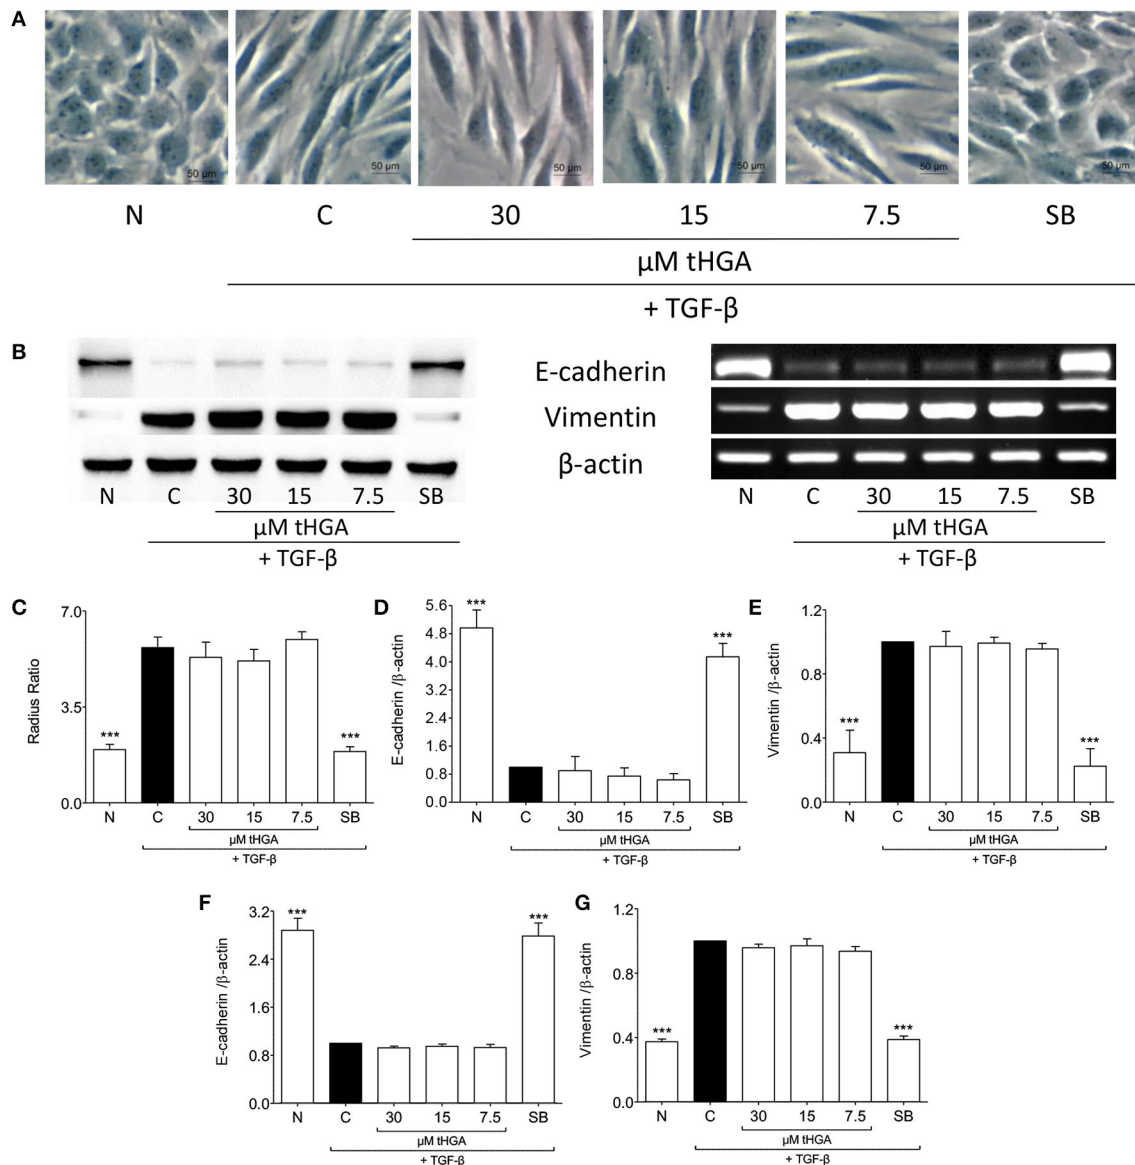 A
50 µm 50 µm 50 µm 50 µm 50 µm 50 µm
N C 30 15 7.5 SB
µM tHGA
+ TGF-β
B
E-cadherin
Vimentin
β-actin
N C 30 15 7.5 SB
µM tHGA
+ TGF-β
N C 30 15 7.5 SB
µM tHGA
+ TGF-β
C
Radius Ratio
7.0
3.5
0.0
***
***
N C 30 15 7.5 SB
µM tHGA
+ TGF-β
D
E-cadherin /β-actin
5.6
4.8
4.0
3.2
2.4
1.6
0.8
0.0
***
***
N C 30 15 7.5 SB
µM tHGA
+ TGF-β
E
Vimentin /β-actin
1.2
0.8
0.4
0.0
***
***
N C 30 15 7.5 SB
µM tHGA
+ TGF-β
F
E-cadherin /β-actin
3.2
2.4
1.6
0.8
0.0
***
***
N C 30 15 7.5 SB
µM tHGA
+ TGF-β
G
Vimentin /β-actin
1.2
0.8
0.4
0.0
***
***
N C 30 15 7.5 SB
µM tHGA
+ TGF-β